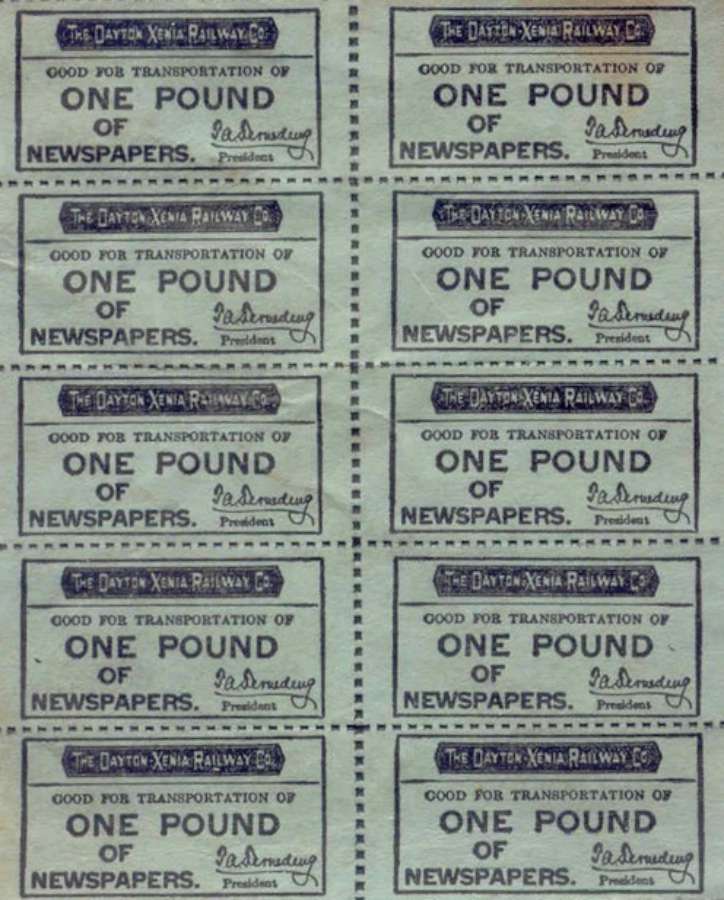 THE DAYTON-XENIA RAILWAY CO.
GOOD FOR TRANSPORTATION OF
ONE POUND
OF
NEWSPAPERS.
President
THE DAYTON-XENIA RAILWAY CO.
GOOD FOR TRANSPORTATION OF
ONE POUND
OF
NEWSPAPERS.
President
THE DAYTON-XENIA RAILWAY CO.
GOOD FOR TRANSPORTATION OF
ONE POUND
OF
NEWSPAPERS.
President
THE DAYTON-XENIA RAILWAY CO.
GOOD FOR TRANSPORTATION OF
ONE POUND
OF
NEWSPAPERS.
President
THE DAYTON-XENIA RAILWAY CO.
GOOD FOR TRANSPORTATION OF
ONE POUND
OF
NEWSPAPERS.
President
THE DAYTON-XENIA RAILWAY CO.
GOOD FOR TRANSPORTATION OF
ONE POUND
OF
NEWSPAPERS.
President
THE DAYTON-XENIA RAILWAY CO.
GOOD FOR TRANSPORTATION OF
ONE POUND
OF
NEWSPAPERS.
President
THE DAYTON-XENIA RAILWAY CO.
GOOD FOR TRANSPORTATION OF
ONE POUND
OF
NEWSPAPERS.
President
THE DAYTON-XENIA RAILWAY CO.
GOOD FOR TRANSPORTATION OF
ONE POUND
OF
NEWSPAPERS.
President
THE DAYTON-XENIA RAILWAY CO.
GOOD FOR TRANSPORTATION OF
ONE POUND
OF
NEWSPAPERS.
President